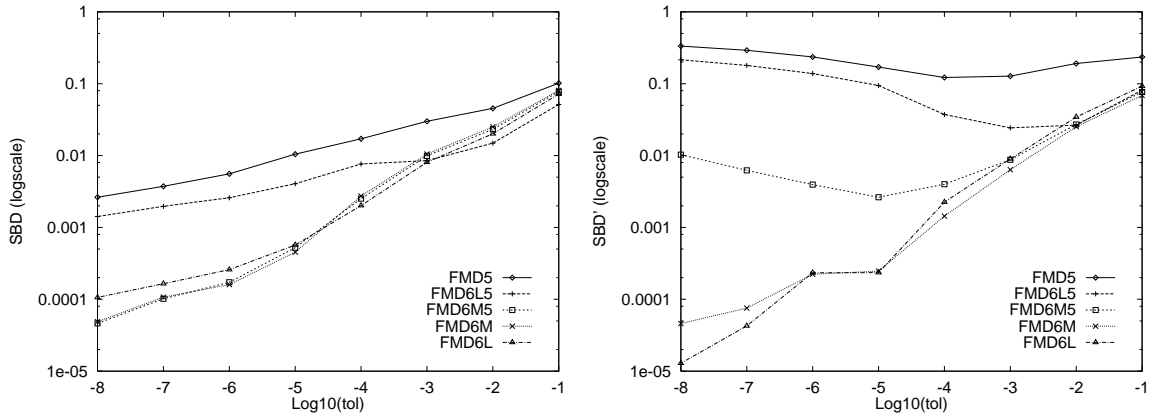 1
0.1
0.01
0.001
0.0001
1e-05
-8 -7 -6 -5 -4 -3 -2 -1
SBD (logscale)
Log10(tol)
FMD5
FMD6L5
FMD6M5
FMD6M
FMD6L
1
0.1
0.01
0.001
0.0001
1e-05
-8 -7 -6 -5 -4 -3 -2 -1
SBD' (logscale)
Log10(tol)
FMD5
FMD6L5
FMD6M5
FMD6M
FMD6L